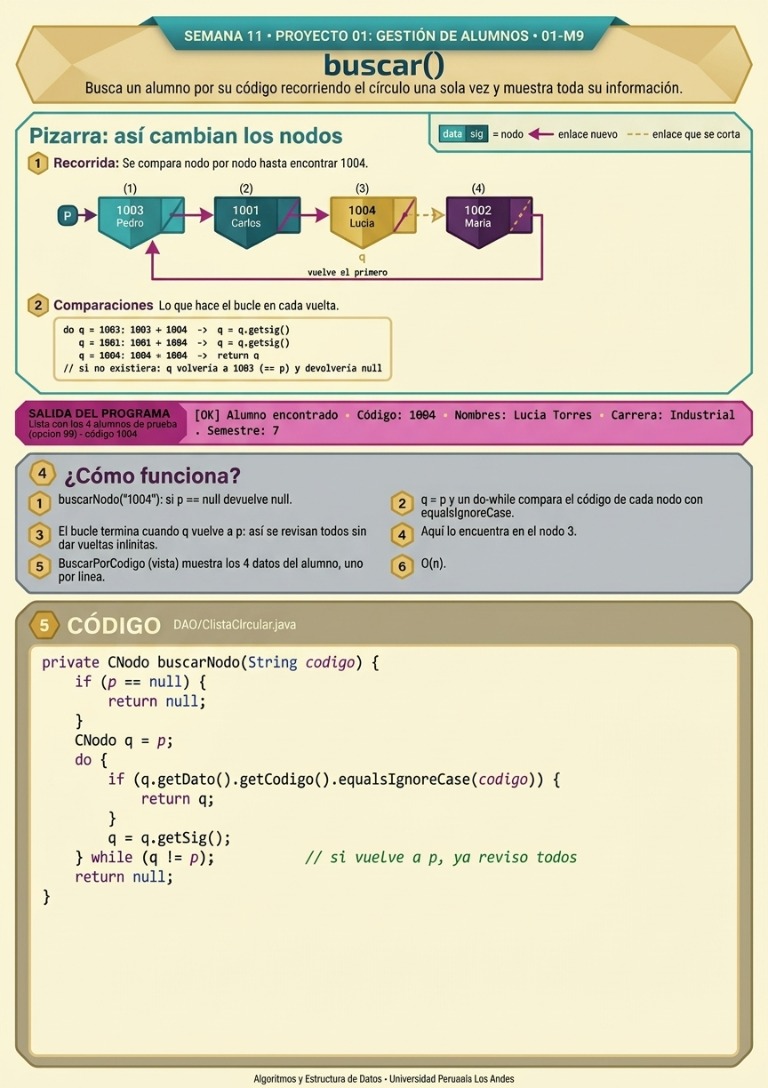 SEMANA 11 • PROYECTO 01: GESTIÓN DE ALUMNOS • 01-M9
buscar()
Busca un alumno por su código recorriendo el círculo una sola vez y muestra toda su información.
Pizarra: así cambian los nodos
data sig = nodo enlace nuevo enlace que se corta
1 Recorrida: Se compara nodo por nodo hasta encontrar 1004.
(1) (2) (3) (4)
P 1003 1001 1004 1002
Pedro Carlos Lucia Maria
q
vuelve el primero
2 Comparaciones Lo que hace el bucle en cada vuelta.
do q = 1003: 1003 + 1004 -> q = q.getsig()
q = 1001: 1001 + 1004 -> q = q.getsig()
q = 1004: 1004 = 1004 -> return q
// si no existiera: q volvería a 1003 (== p) y devolvería null
SALIDA DEL PROGRAMA
Lista con los 4 alumnos de prueba
(opcion 99) - código 1004
[OK] Alumno encontrado • Código: 1004 • Nombres: Lucia Torres • Carrera: Industrial
. Semestre: 7
4 ¿Cómo funciona?
1 buscarNodo("1004"): si p == null devuelve null.
2 q = p y un do-while compara el código de cada nodo con
equalsIgnoreCase.
3 El bucle termina cuando q vuelve a p: así se revisan todos sin
dar vueltas inlinitas.
4 Aquí lo encuentra en el nodo 3.
5 BuscarPorCodigo (vista) muestra los 4 datos del alumno, uno
por linea.
6 O(n).
5 CÓDIGO DAO/ClistaCIrcular.java
private CNodo buscarNodo(String codigo) {
if (p == null) {
return null;
}
CNodo q = p;
do {
if (q.getDato().getCodigo().equalsIgnoreCase(codigo)) {
return q;
}
q = q.getSig();
} while (q != p); // si vuelve a p, ya reviso todos
return null;
}
Algoritmos y Estructura de Datos • Universidad Peruaaía Los Andes